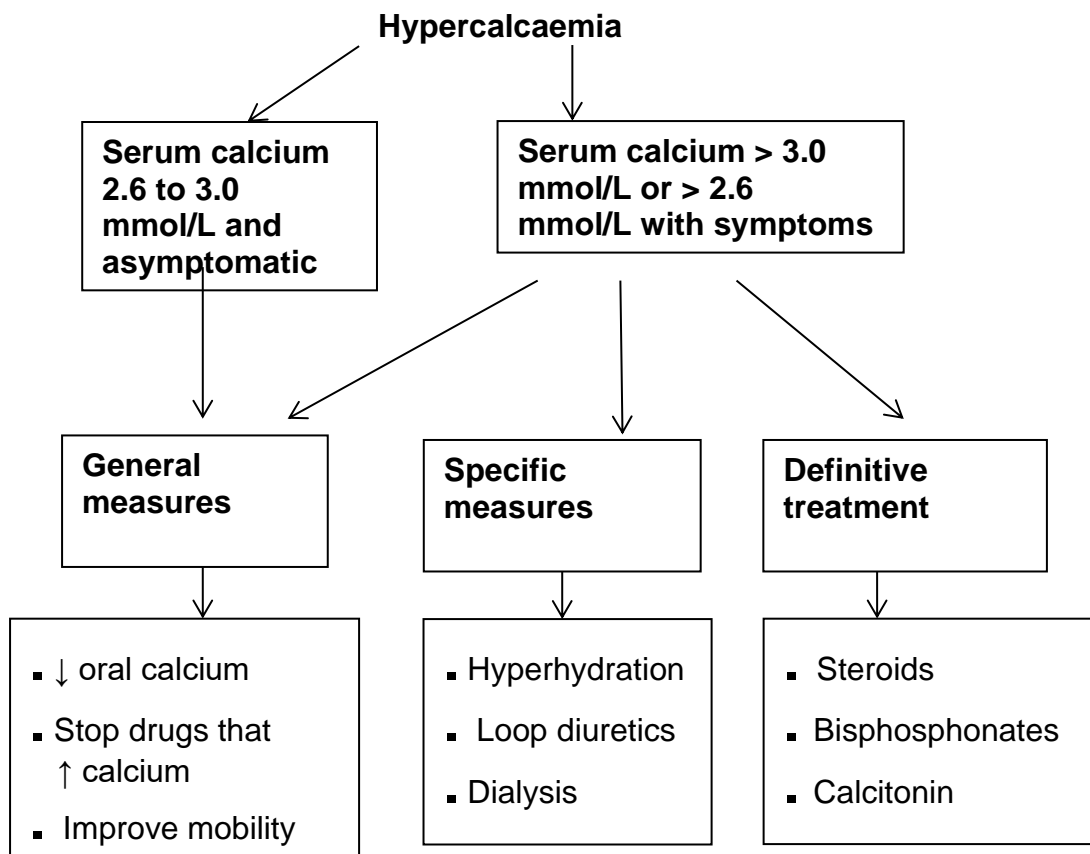 Hypercalcaemia
Serum calcium
2.6 to 3.0
mmol/L and
asymptomatic
Serum calcium > 3.0
mmol/L or > 2.6
mmol/L with symptoms
General
measures
Specific
measures
Definitive
treatment
▪ ↓ oral calcium
▪ Stop drugs that
↑ calcium
▪ Improve mobility
▪ Hyperhydration
▪ Loop diuretics
▪ Dialysis
▪ Steroids
▪ Bisphosphonates
▪ Calcitonin